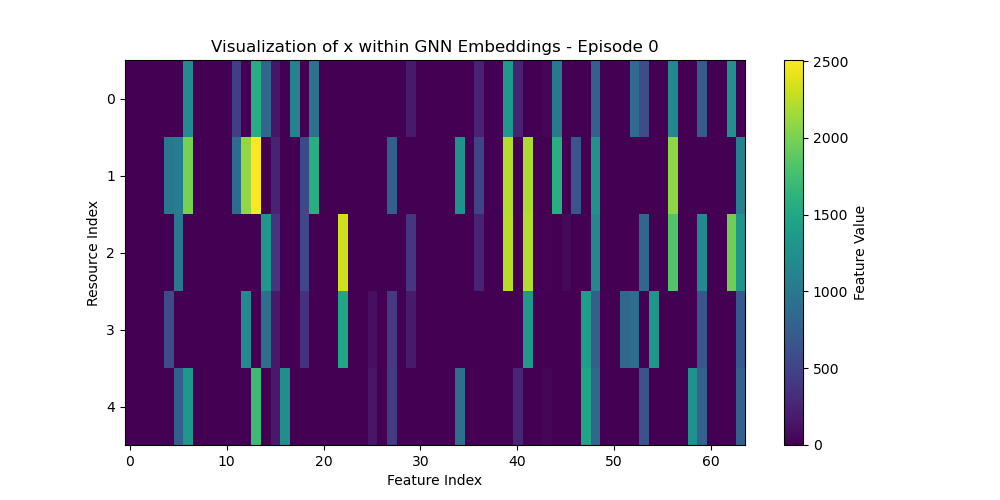 Visualization of x within GNN Embeddings - Episode 0
Resource Index
0
1
2
3
4
0 10 20 30 40 50 60
Feature Index
2500
2000
1500
1000
500
0
Feature Value